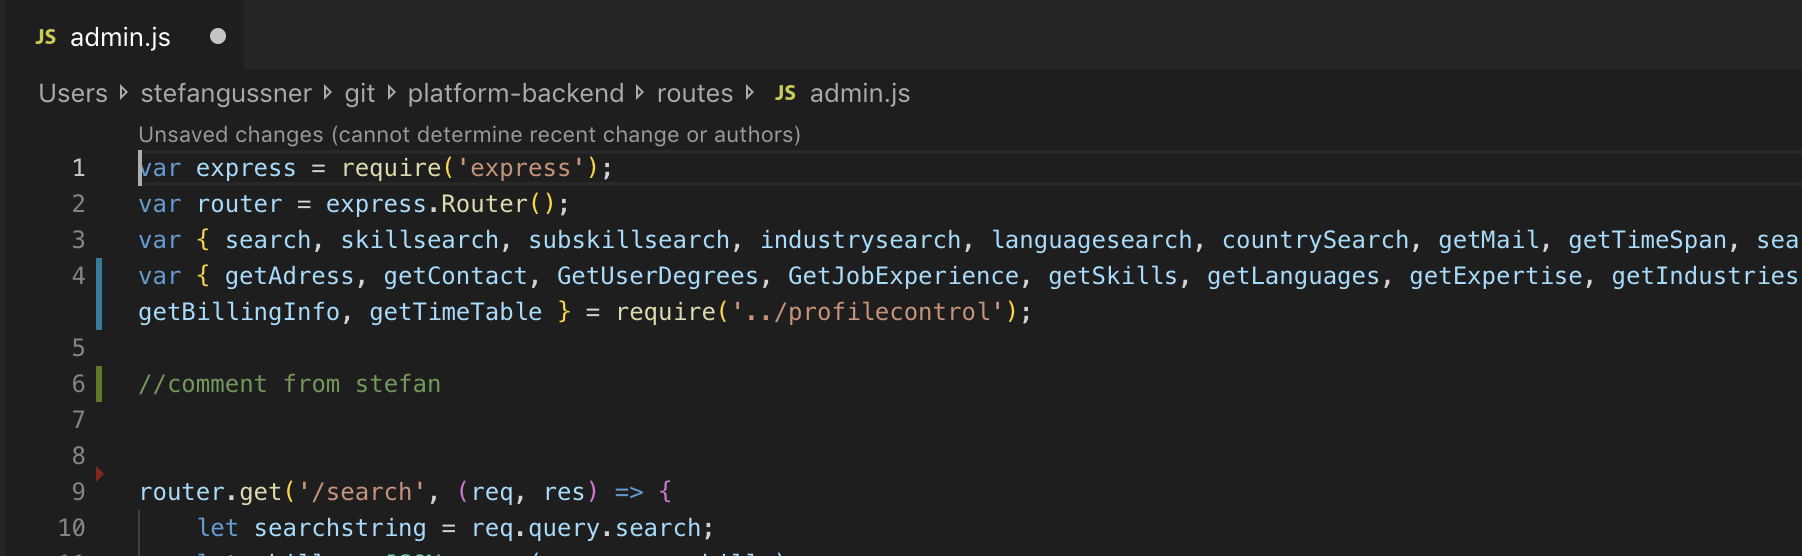 JS admin.js
Users stefangussner git platform-backend routes JS admin.js
Unsaved changes (cannot determine recent change or authors)
1 var express = require('express');
2 var router = express.Router();
3 var { search, skillsearch, subskillsearch, industrysearch, languagesearch, countrySearch, getMail, getTimeSpan, sea
4 var { getAdress, getContact, GetUserDegrees, GetJobExperience, getSkills, getLanguages, getExpertise, getIndustries
getBillingInfo, getTimeTable } = require('../profilecontrol');
5
6 //comment from stefan
7
8
9 router.get('/search', (req, res) => {
10 let searchstring = req.query.search;